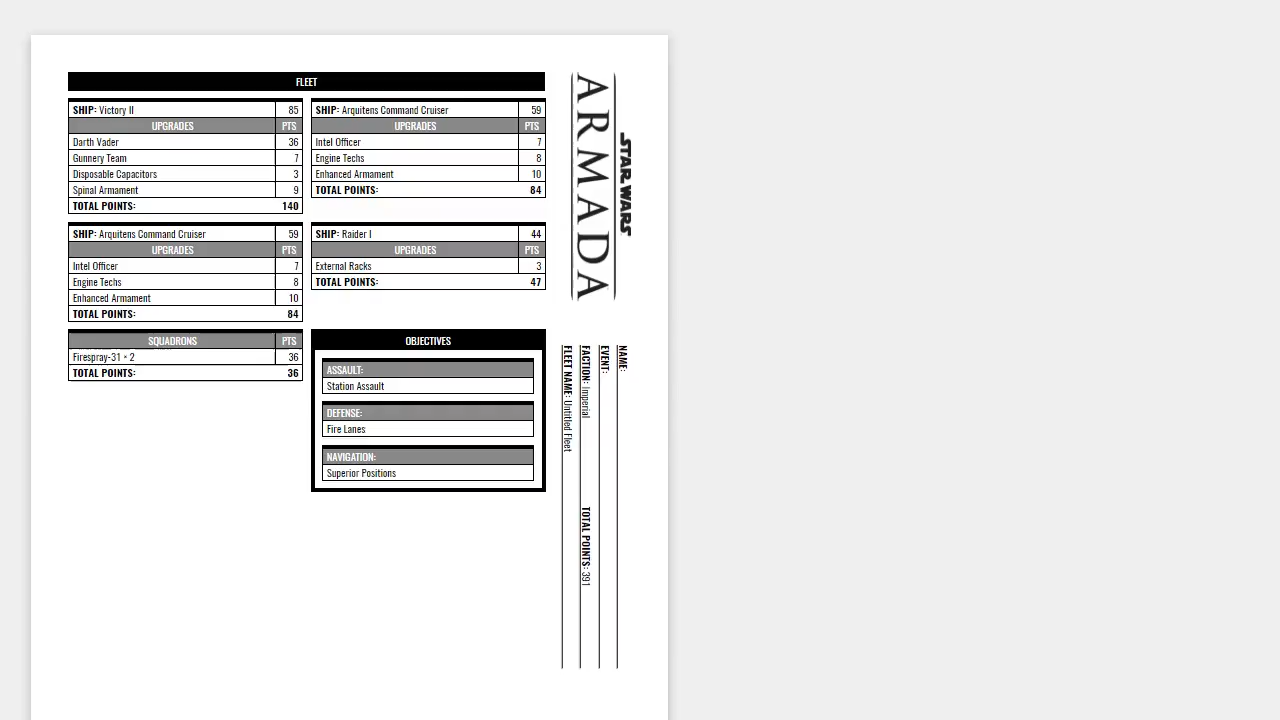 FLEET
SHIP: Victory II 85
UPGRADES PTS
Darth Vader 36
Gunnery Team 7
Disposable Capacitors 3
Spinal Armament 9
TOTAL POINTS: 140
SHIP: Arquitens Command Cruiser 59
UPGRADES PTS
Intel Officer 7
Engine Techs 8
Enhanced Armament 10
TOTAL POINTS: 84
SHIP: Arquitens Command Cruiser 59
UPGRADES PTS
Intel Officer 7
Engine Techs 8
Enhanced Armament 10
TOTAL POINTS: 84
SHIP: Raider I 44
UPGRADES PTS
External Racks 3
TOTAL POINTS: 47
SQUADRONS PTS
Firespray-31 × 2 36
TOTAL POINTS: 36
OBJECTIVES
ASSAULT:
Station Assault
DEFENSE:
Fire Lanes
NAVIGATION:
Superior Positions
STAR WARS
ARMADA
NAME:
EVENT:
FACTION: Imperial TOTAL POINTS: 391
FLEET NAME: Untitled Fleet